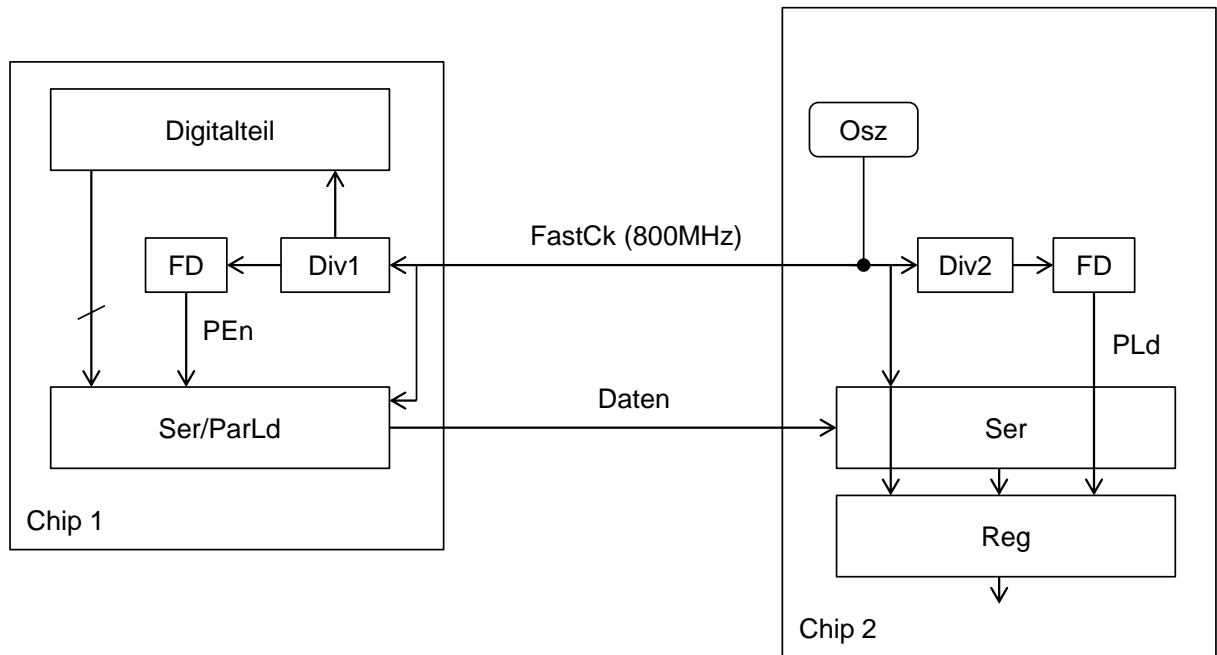 Digitalteil
Osz
FastCk (800MHz)
FD
Div1
Div2
FD
PEn
PLd
Daten
Ser/ParLd
Ser
Chip 1
Reg
Chip 2